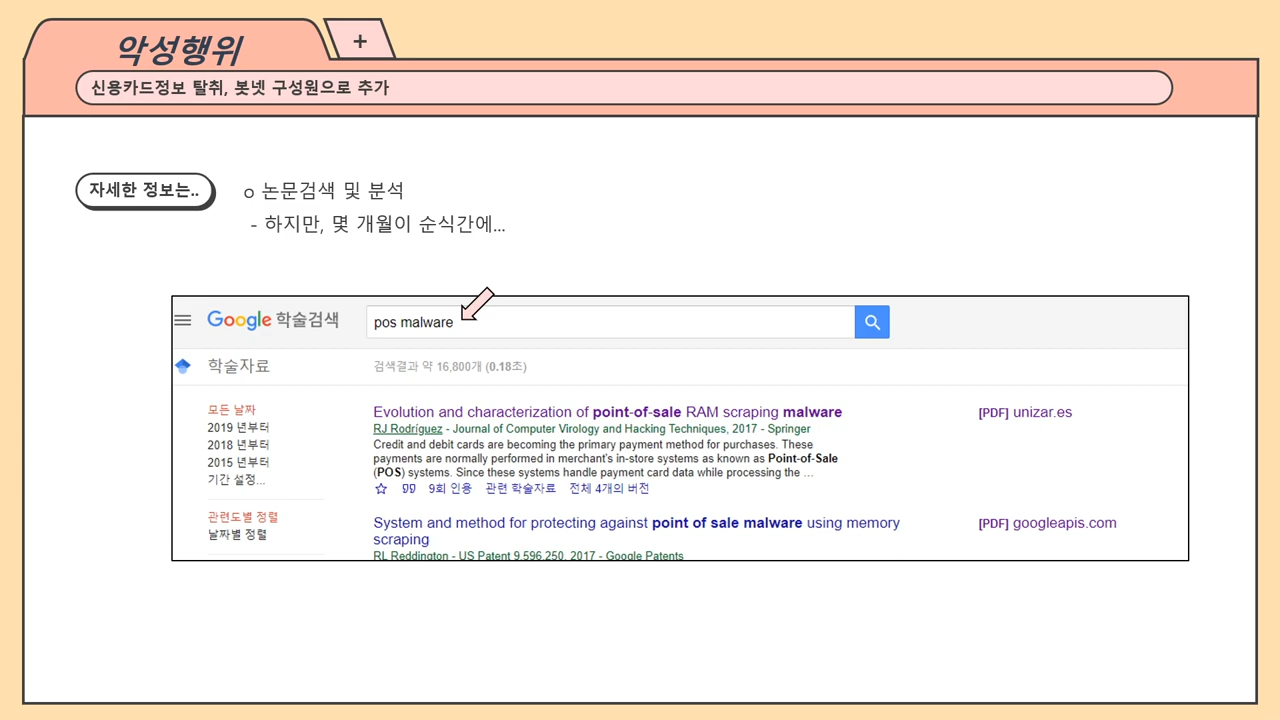 악성행위
+
신용카드정보 탈취, 봇넷 구성원으로 추가
자세한 정보는..
o 논문검색 및 분석
- 하지만, 몇 개월이 순식간에...
Google 학술검색
pos malware
학술자료
검색결과 약 16,800개 (0.18초)
모든 날짜
2019 년부터
2018 년부터
2015 년부터
기간 설정...
관련도별 정렬
날짜별 정렬
Evolution and characterization of point-of-sale RAM scraping malware
RJ Rodríguez - Journal of Computer Virology and Hacking Techniques, 2017 - Springer
Credit and debit cards are becoming the primary payment method for purchases. These
payments are normally performed in merchant's in-store systems as known as Point-of-Sale
(POS) systems. Since these systems handle payment card data while processing the …
9회 인용 관련 학술자료 전체 4개의 버전
[PDF] unizar.es
System and method for protecting against point of sale malware using memory
scraping
RL Reddington - US Patent 9,596,250, 2017 - Google Patents
[PDF] googleapis.com